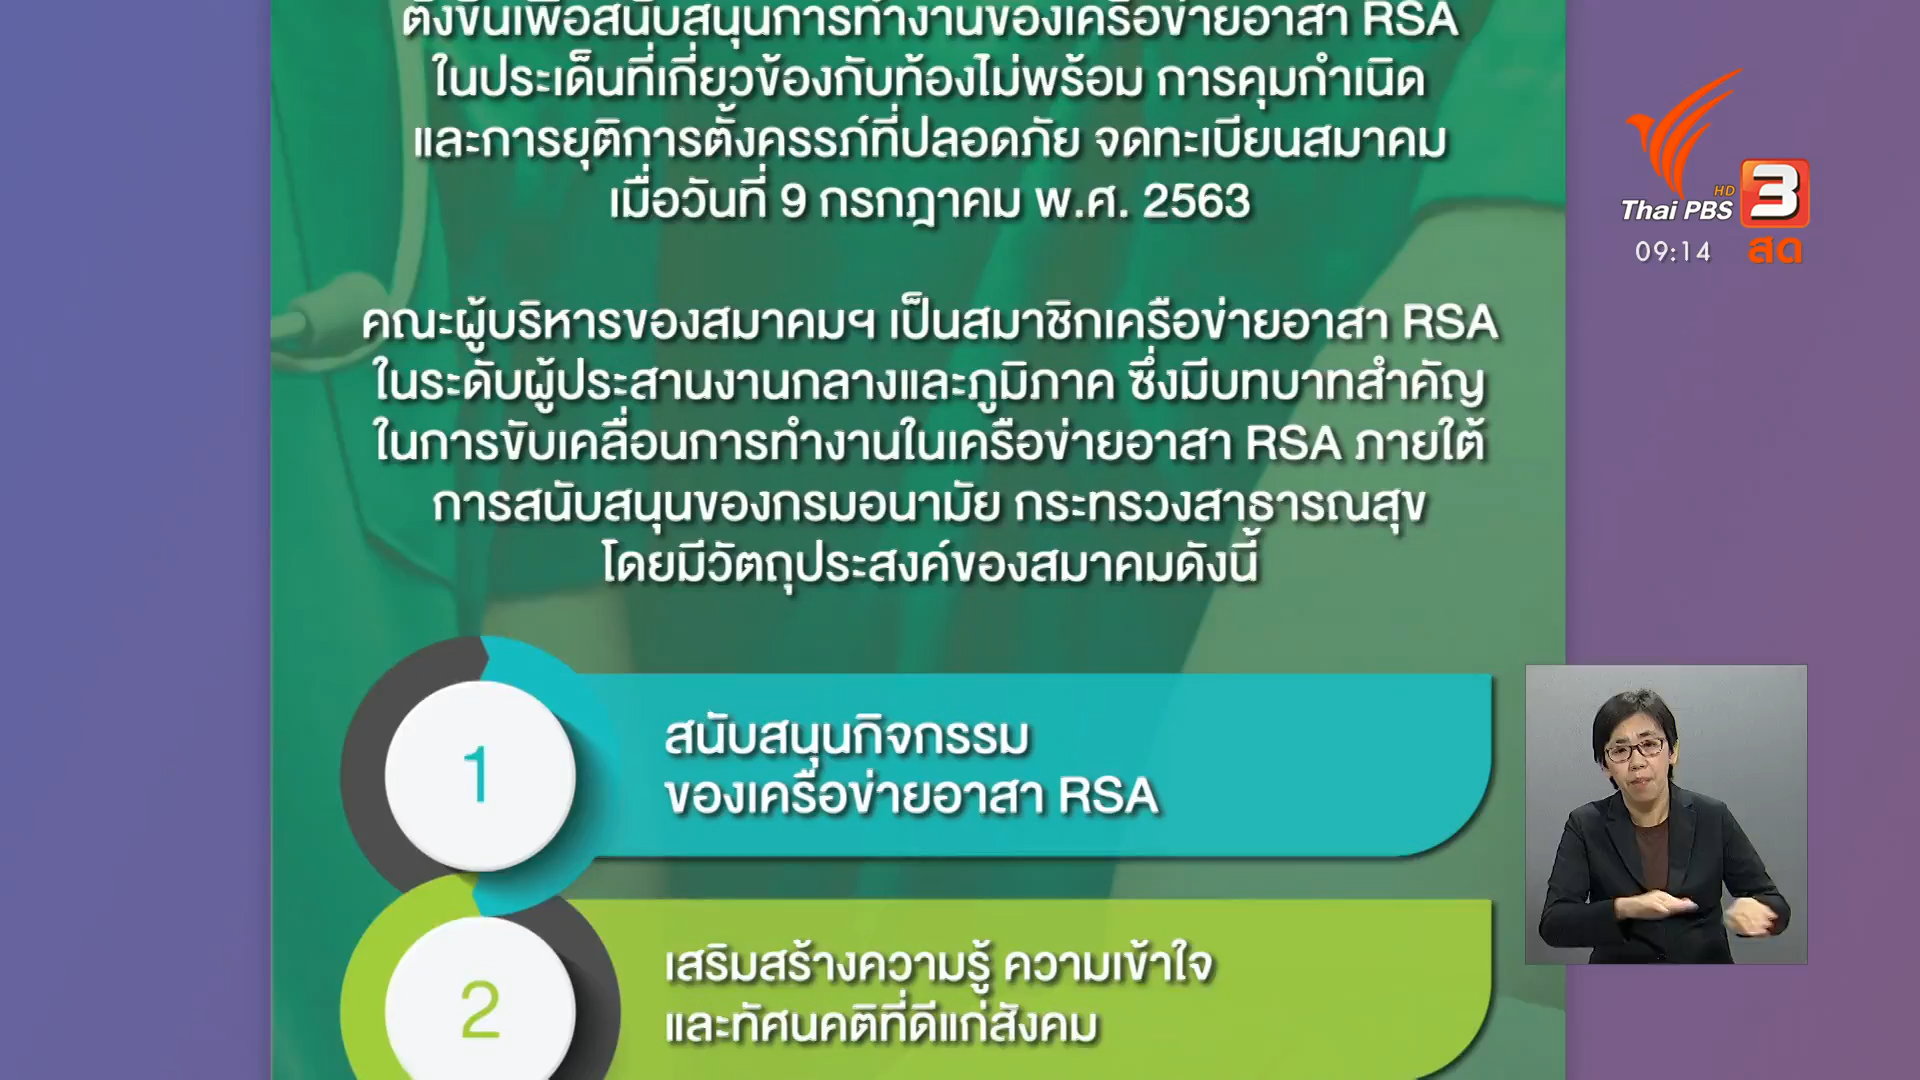 ตั้งขึ้นเพื่อสนับสนุนการทำงานของเครือข่ายอาสา RSA
ในประเด็นที่เกี่ยวข้องกับท้องไม่พร้อม การคุมกำเนิด
และการยุติการตั้งครรภ์ที่ปลอดภัย จดทะเบียนสมาคม
เมื่อวันที่ 9 กรกฎาคม พ.ศ. 2563
คณะผู้บริหารของสมาคมฯ เป็นสมาชิกเครือข่ายอาสา RSA
ในระดับผู้ประสานงานกลางและภูมิภาค ซึ่งมีบทบาทสำคัญ
ในการขับเคลื่อนการทำงานในเครือข่ายอาสา RSA ภายใต้
การสนับสนุนของกรมอนามัย กระทรวงสาธารณสุข
โดยมีวัตถุประสงค์ของสมาคมดังนี้
1
สนับสนุนกิจกรรม
ของเครือข่ายอาสา RSA
2
เสริมสร้างความรู้ ความเข้าใจ
และทัศนคติที่ดีแก่สังคม
HD
Thai PBS 3
09:14 สด